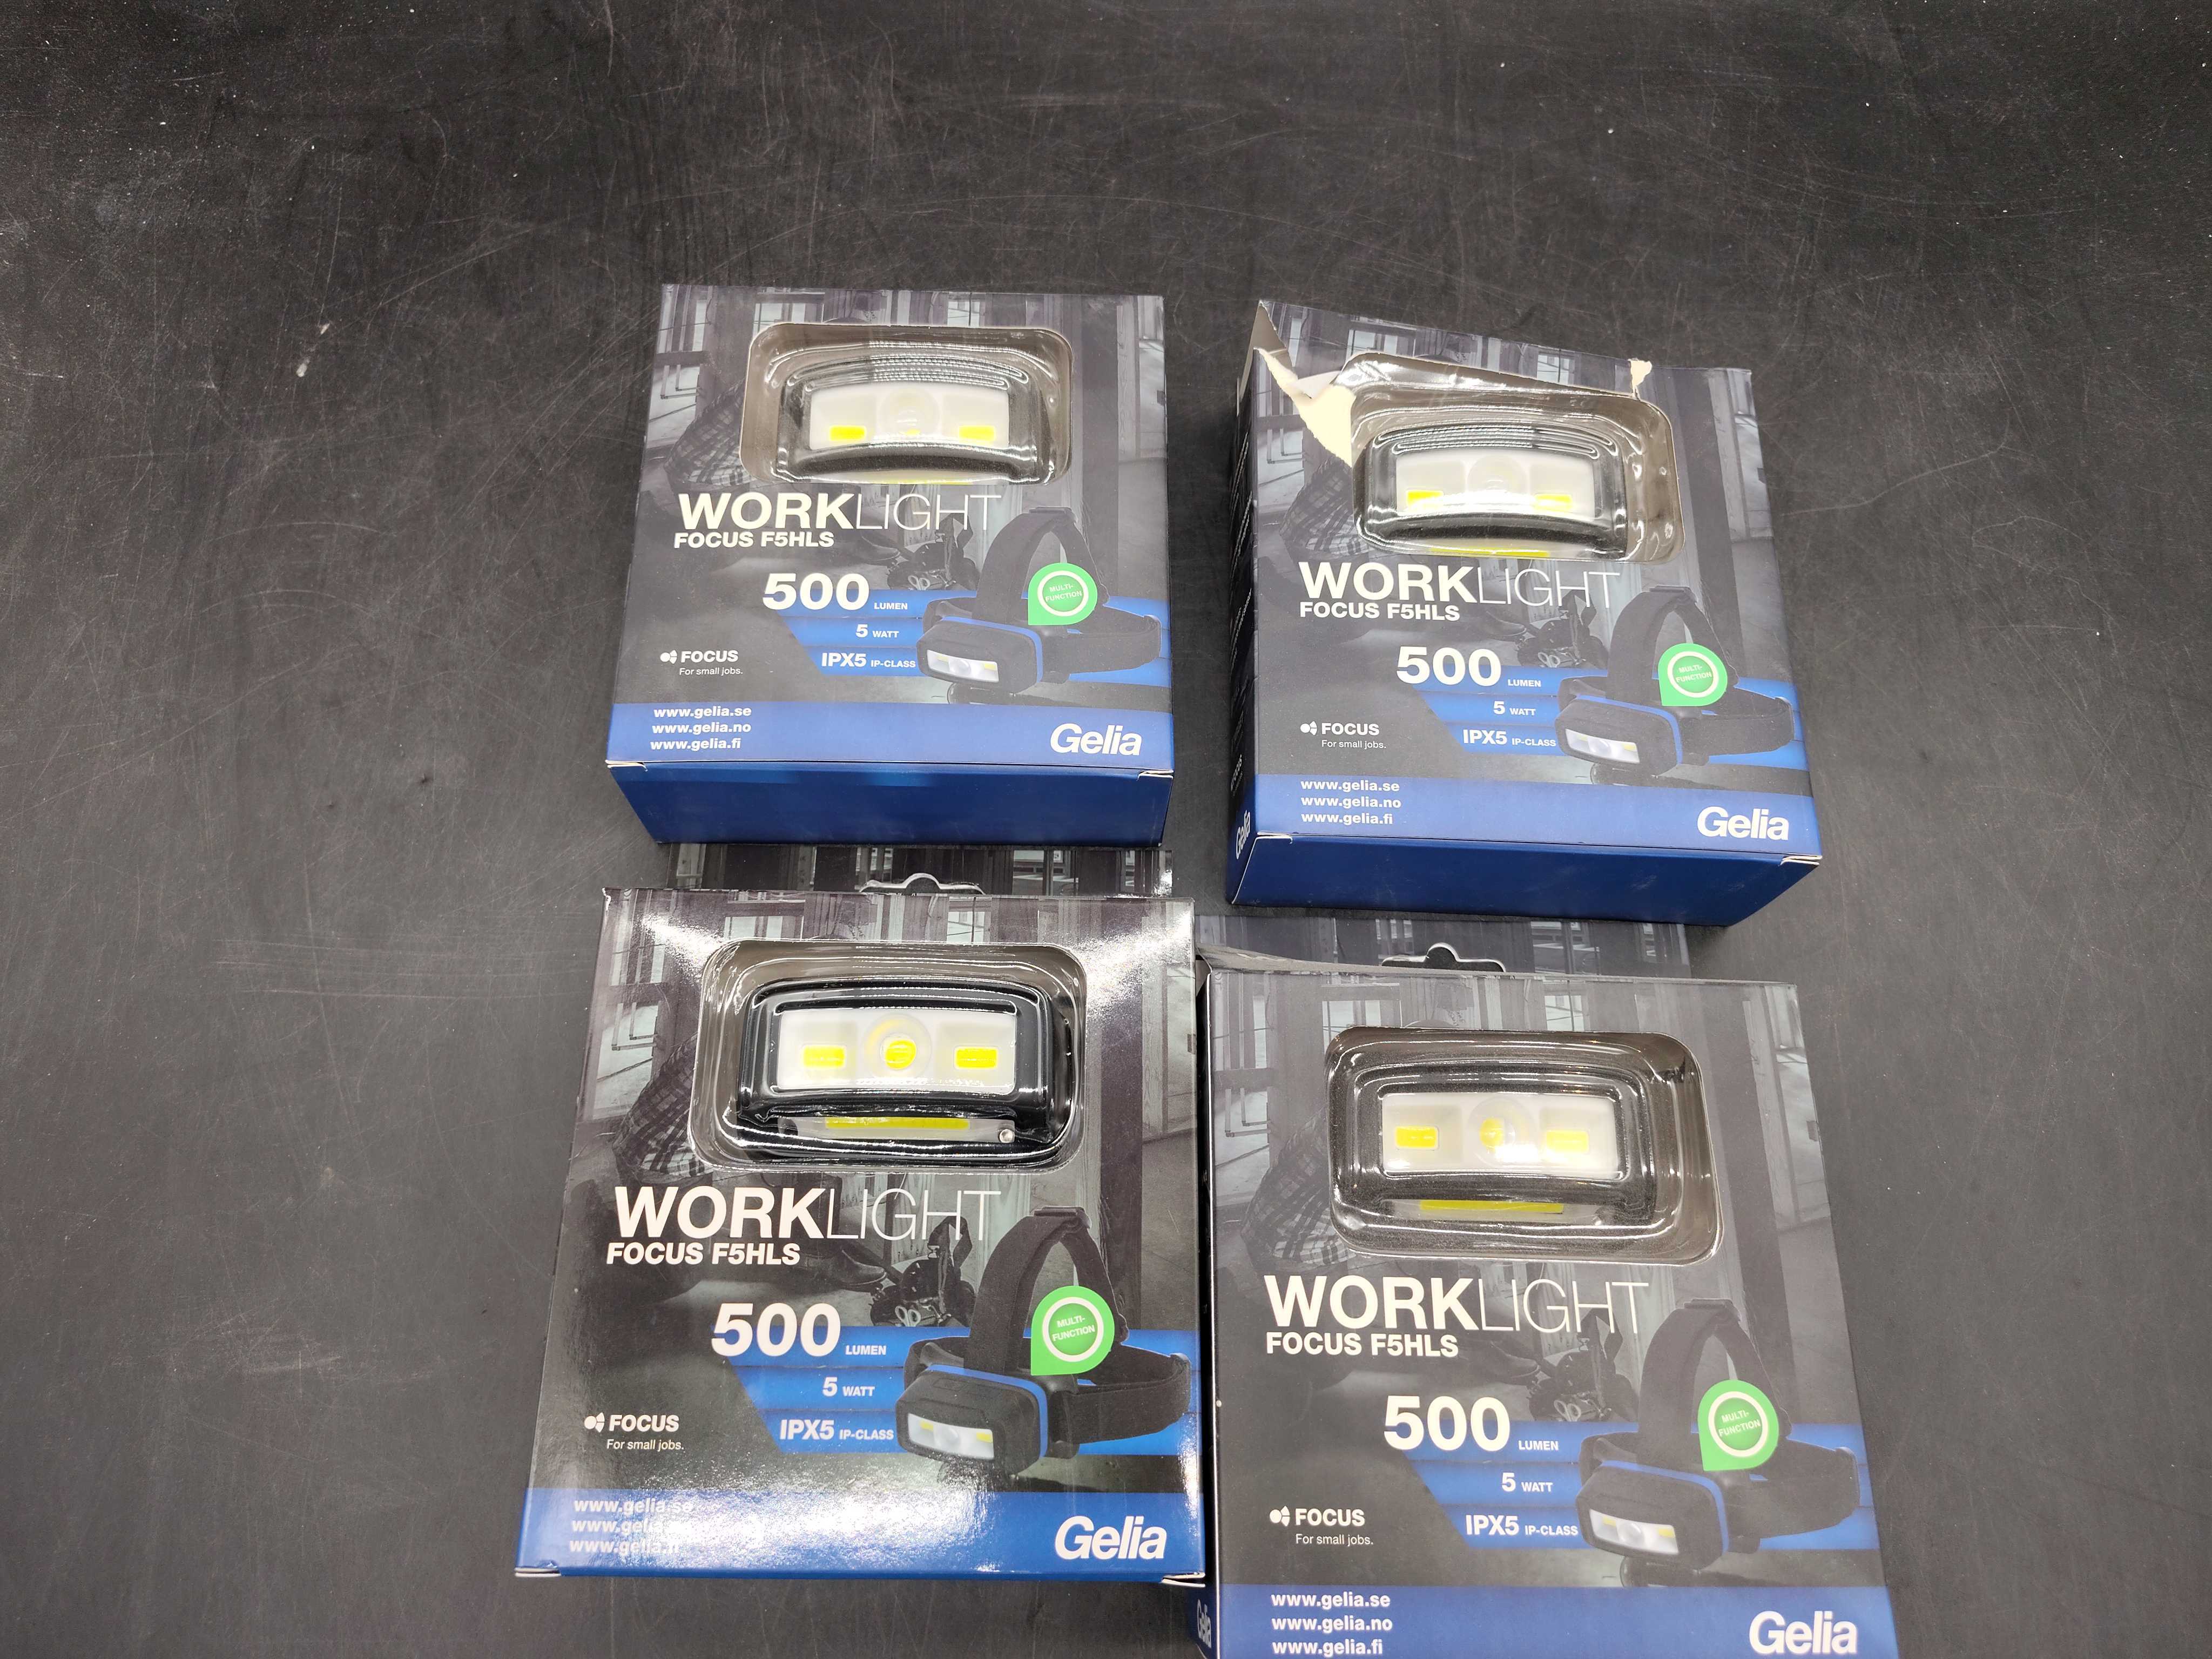 WORKLIGHT
FOCUS F5HLS
500 LUMEN
MULTI-
FUNCTION
5 WATT
FOCUS
IPX5 IP-CLASS
For small jobs.
www.gelia.se
www.gelia.no
www.gelia.fi
Gelia
WORKLIGHT
FOCUS F5HLS
500 LUMEN
MULTI-
FUNCTION
5 WATT
FOCUS
IPX5 IP-CLASS
For small jobs.
www.gelia.se
www.gelia.no
www.gelia.fi
Gelia
Gelia
WORKLIGHT
FOCUS F5HLS
500 LUMEN
MULTI-
FUNCTION
5 WATT
FOCUS
IPX5 IP-CLASS
For small jobs.
www.gelia.se
Gelia
WORKLIGHT
FOCUS F5HLS
500 LUMEN
MULTI-
FUNCTION
5 WATT
FOCUS
IPX5 IP-CLASS
For small jobs.
www.gelia.se
www.gelia.no
www.gelia.fi
Gelia
Gelia